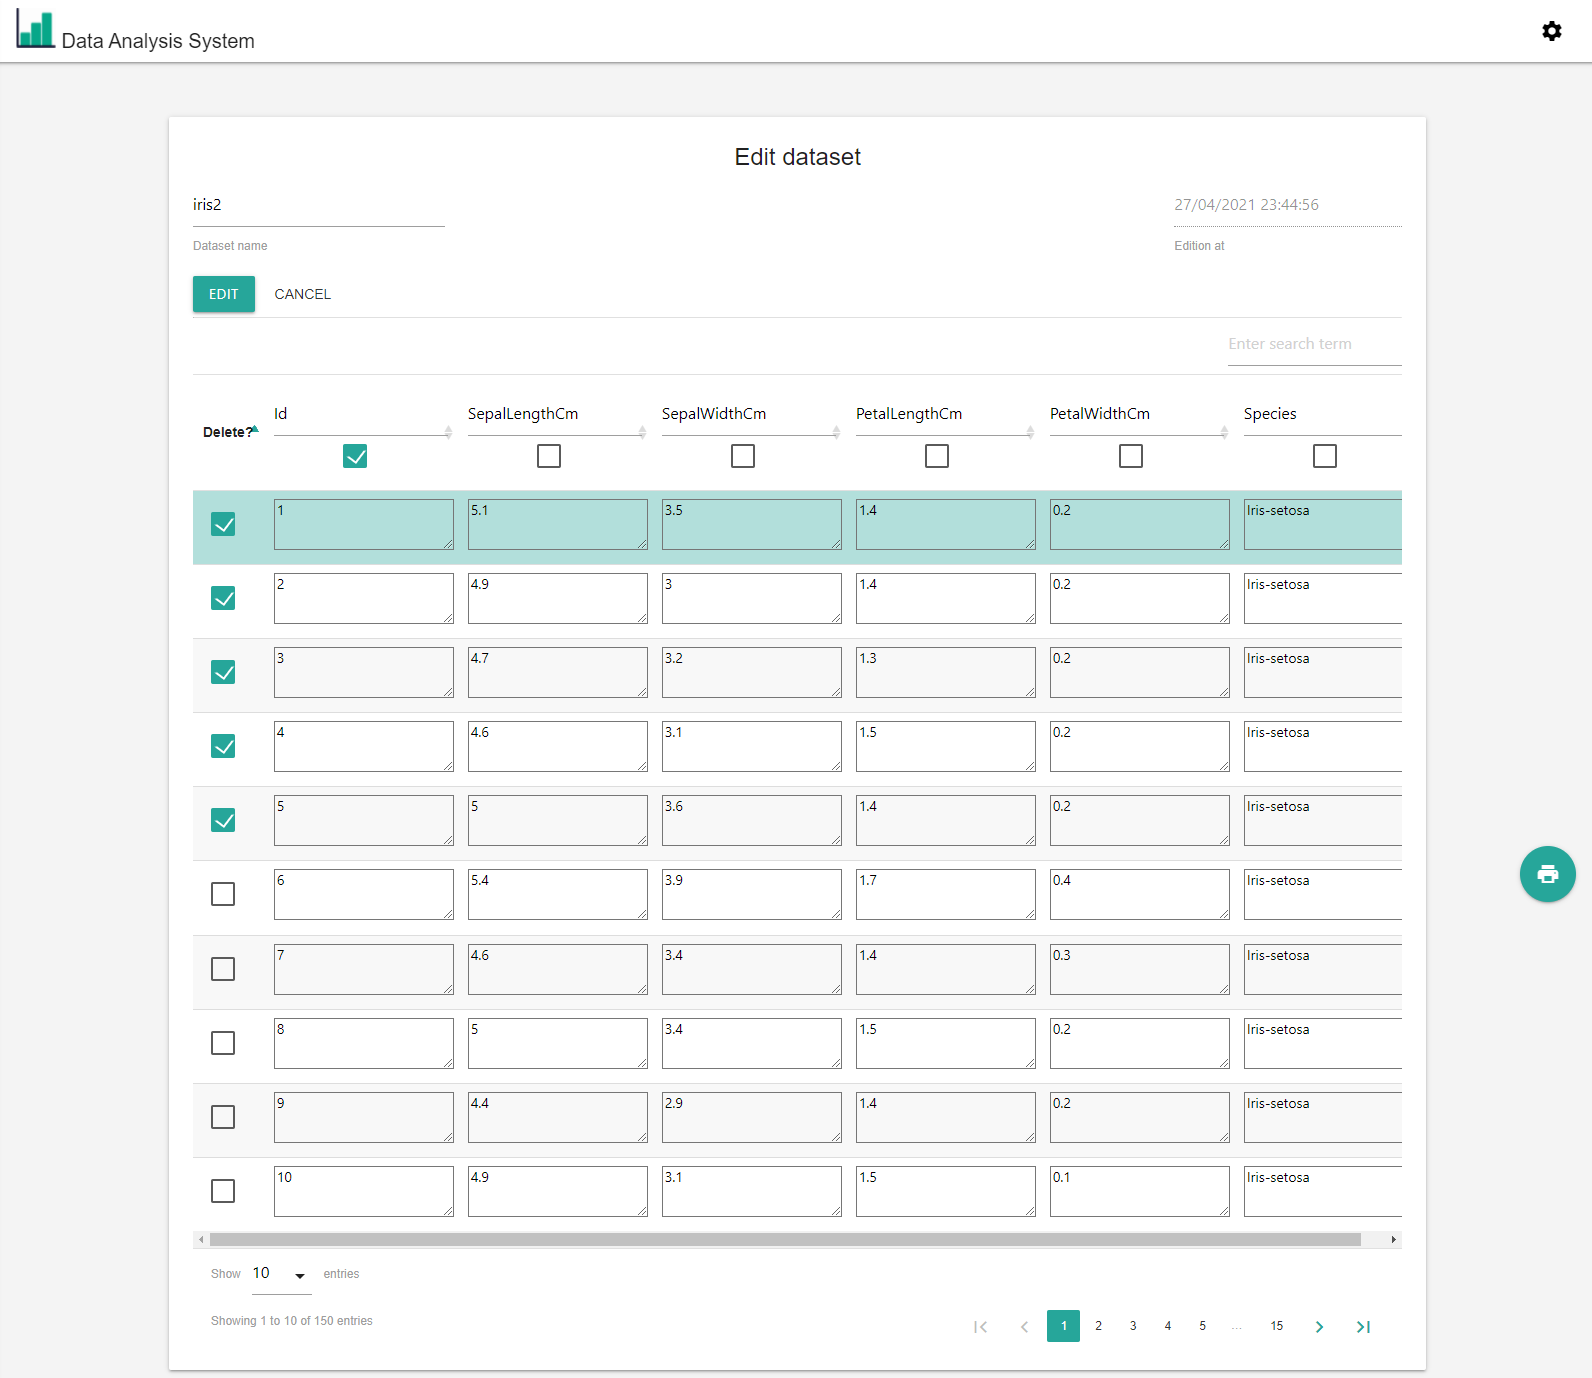 Data Analysis System
Edit dataset
iris2 27/04/2021 23:44:56
Dataset name Edition at
EDIT CANCEL
Enter search term
Delete? Id SepalLengthCm SepalWidthCm PetalLengthCm PetalWidthCm Species
1 5.1 3.5 1.4 0.2 Iris-setosa
2 4.9 3 1.4 0.2 Iris-setosa
3 4.7 3.2 1.3 0.2 Iris-setosa
4 4.6 3.1 1.5 0.2 Iris-setosa
5 5 3.6 1.4 0.2 Iris-setosa
6 5.4 3.9 1.7 0.4 Iris-setosa
7 4.6 3.4 1.4 0.3 Iris-setosa
8 5 3.4 1.5 0.2 Iris-setosa
9 4.4 2.9 1.4 0.2 Iris-setosa
10 4.9 3.1 1.5 0.1 Iris-setosa
Show 10 entries
Showing 1 to 10 of 150 entries
1 2 3 4 5 ... 15